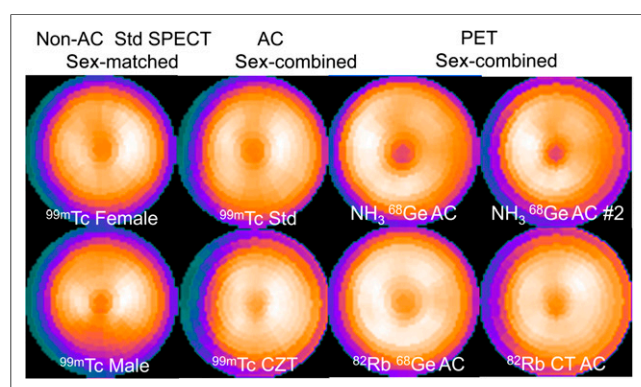 Non-AC Std SPECT AC PET
Sex-matched Sex-combined Sex-combined
99mTc Female 99mTc Std NH3 68Ge AC NH3 68Ge AC #2
99mTc Male 99mTc CZT 82Rb 68Ge AC 82Rb CT AC